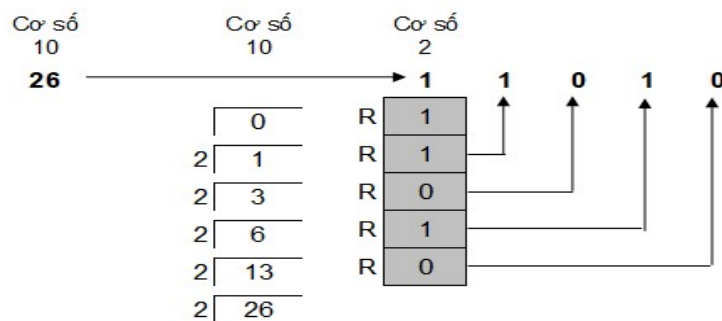 Cơ số Cơ số Cơ số
10 10 2
26 1 1 0 1 0
0 R 1
2 1 R 1
2 3 R 0
2 6 R 1
2 13 R 0
2 26